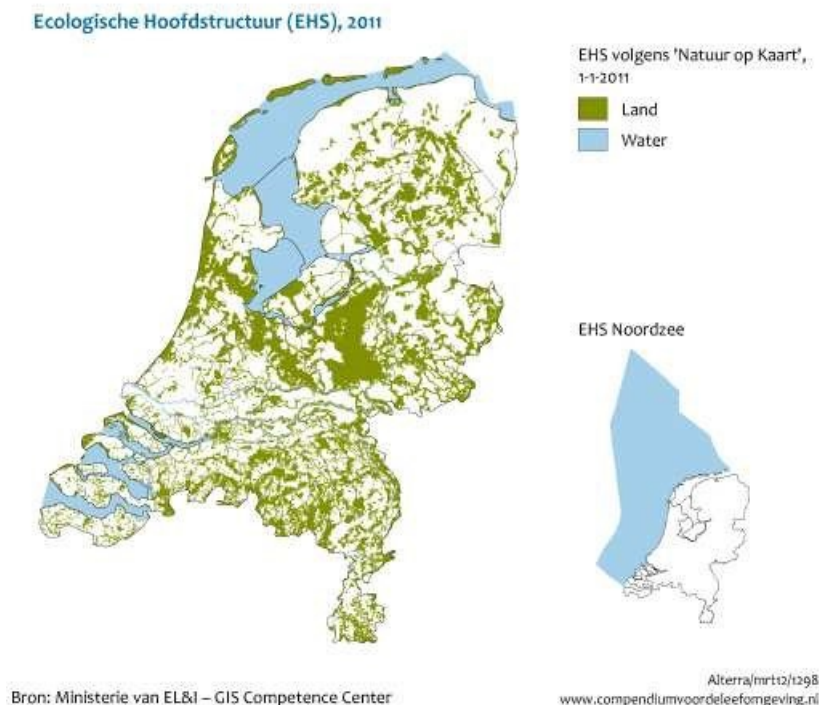 Ecologische Hoofdstructuur (EHS), 2011
EHS volgens 'Natuur op Kaart',
1-1-2011
Land
Water
EHS Noordzee
Bron: Ministerie van EL&I – GIS Competence Center
Alterra/mrt12/1298
www.compendiumvoordeleefomgeving.nl